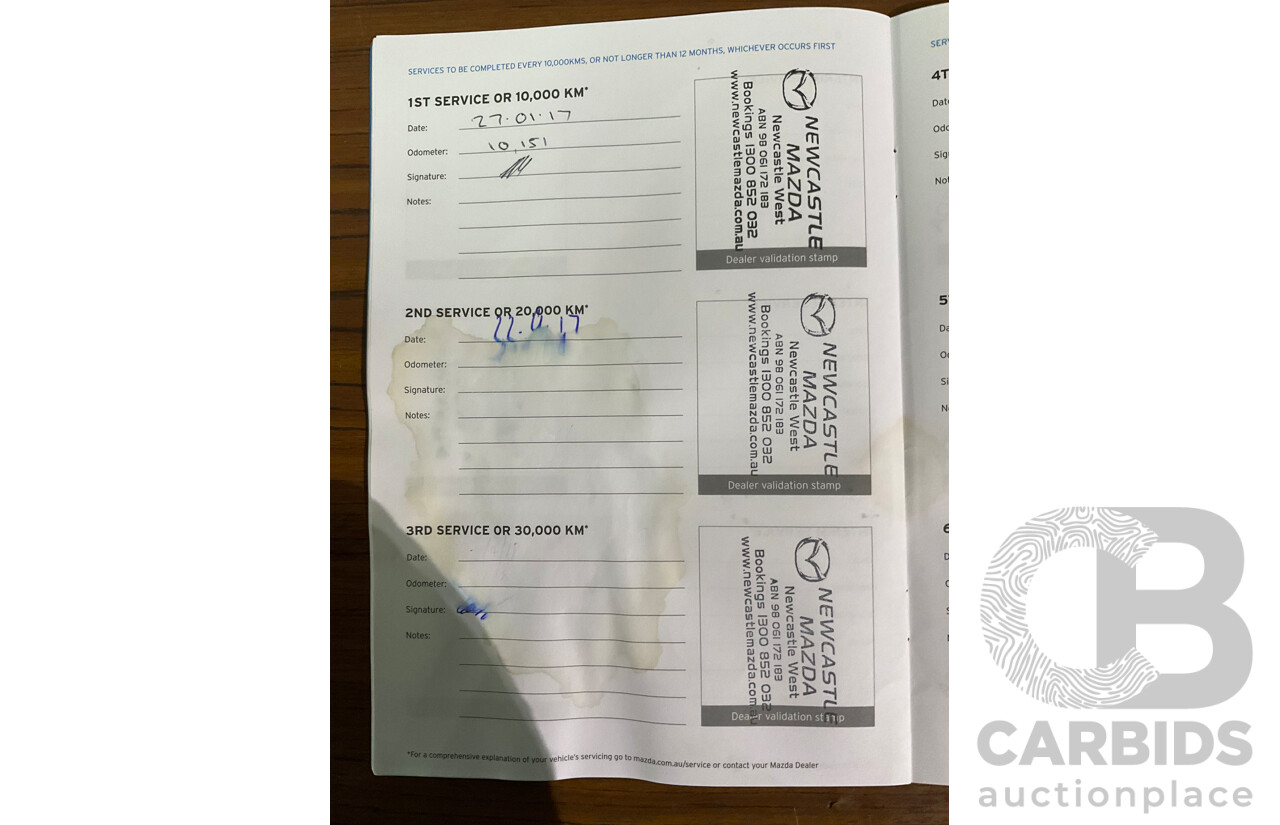 SERVICES TO BE COMPLETED EVERY 10,000KMS, OR NOT LONGER THAN 12 MONTHS, WHICHEVER OCCURS FIRST
1ST SERVICE OR 10,000 KM*
Date: 27.01.17
Odometer: 10,151
Signature:
Notes:
NEWCASTLE
MAZDA
Newcastle West
ABN 98 061 172 183
Bookings 1300 852 032
www.newcastlemazda.com.au
Dealer validation stamp
2ND SERVICE OR 20,000 KM*
Date:
Odometer:
Signature:
Notes:
NEWCASTLE
MAZDA
Newcastle West
ABN 98 061 172 183
Bookings 1300 852 032
www.newcastlemazda.com.au
Dealer validation stamp
3RD SERVICE OR 30,000 KM*
Date:
Odometer:
Signature:
Notes:
NEWCASTLE
MAZDA
Newcastle West
ABN 98 061 172 183
Bookings 1300 852 032
www.newcastlemazda.com.au
Dealer validation stamp
*For a comprehensive explanation of your vehicle's servicing go to mazda.com.au/service or contact your Mazda Dealer
CB
CARBIDS
auctionplace